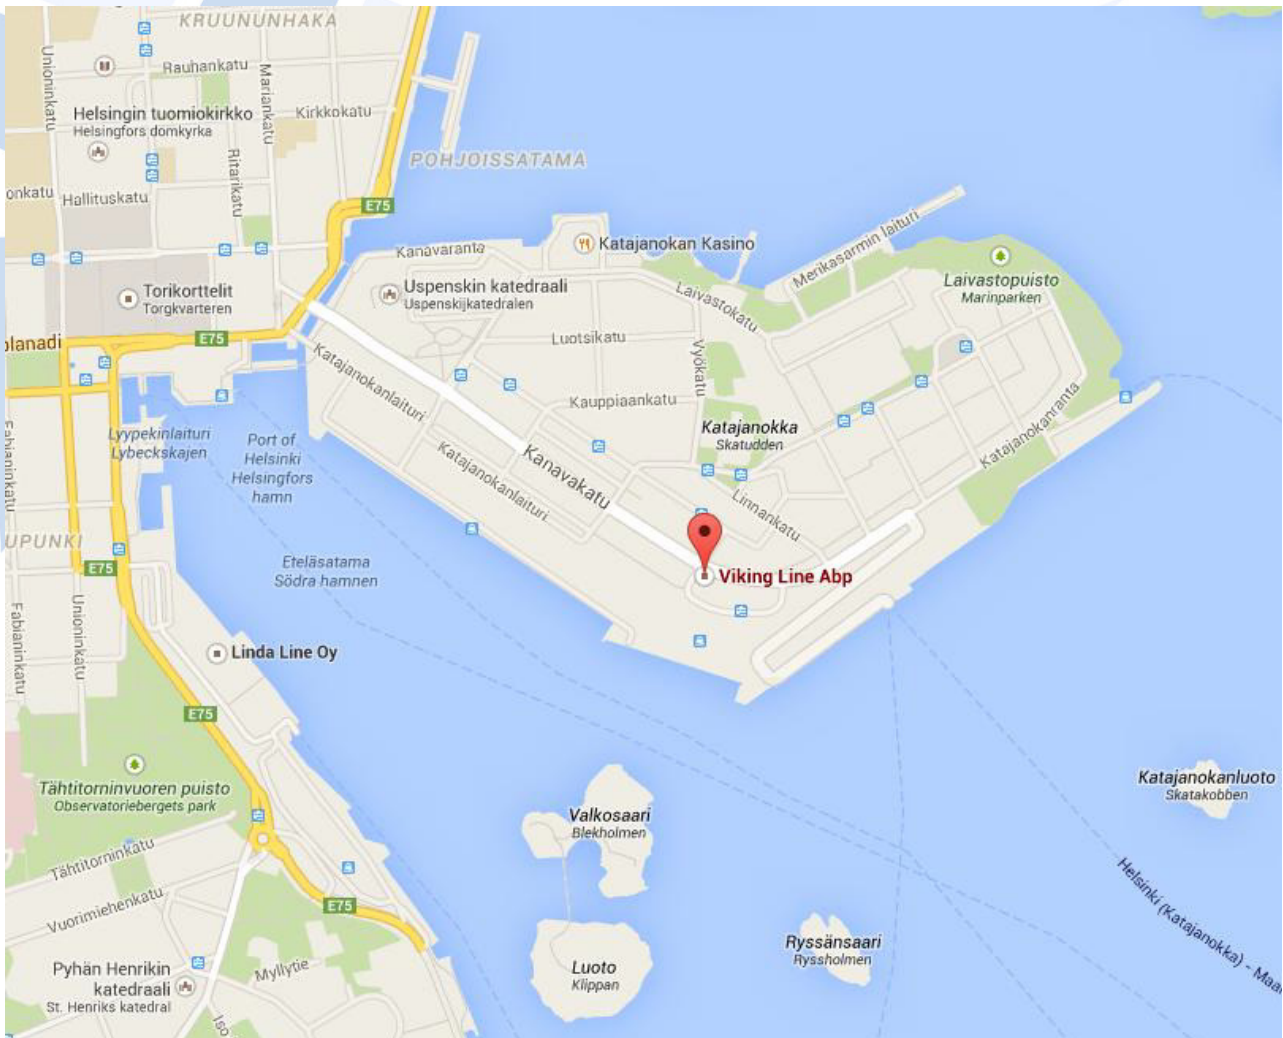 KRUUNUNHAKA
Unioninkatu
Rauhankatu
Mariankatu
Helsingin tuomiokirkko
Helsingfors domkyrka
Kirkkokatu
Ritarikatu
POHJOISSATAMA
onkatu
Hallituskatu
E75
Kanavaranta
Katajanokan Kasino
Merikasarmin laituri
Laivastopuisto
Marinparken
Uspenskin katedraali
Uspenskijkatedralen
Laivastokatu
Torikorttelit
Torgkvarteren
E75
planadi
Luotsikatu
Vyökatu
Katajanokanlaituri
Kauppiaankatu
Katajanokka
Skatudden
Katajanokanranta
Lyypekinlaituri
Lybeckskajen
Port of
Helsinki
Helsingfors
hamn
Fabianinkatu
Katajanokanlaituri
Kanavakatu
Linnankatu
UPUNKI
Eteläsatama
Södra hamnen
E75
Viking Line Abp
Fabianinkatu
Unioninkatu
Linda Line Oy
E75
Tähtitorninvuoren puisto
Observatoriebergets park
Katajanokanluoto
Skatakobben
Valkosaari
Blekholmen
Tähtitorninkatu
Vuorimiehenkatu
E75
Helsinki (Katajanokka) - Maa
Ryssänsaari
Ryssholmen
Luoto
Klippan
Myllytie
Pyhän Henrikin
katedraali
St. Henriks katedral
Iso